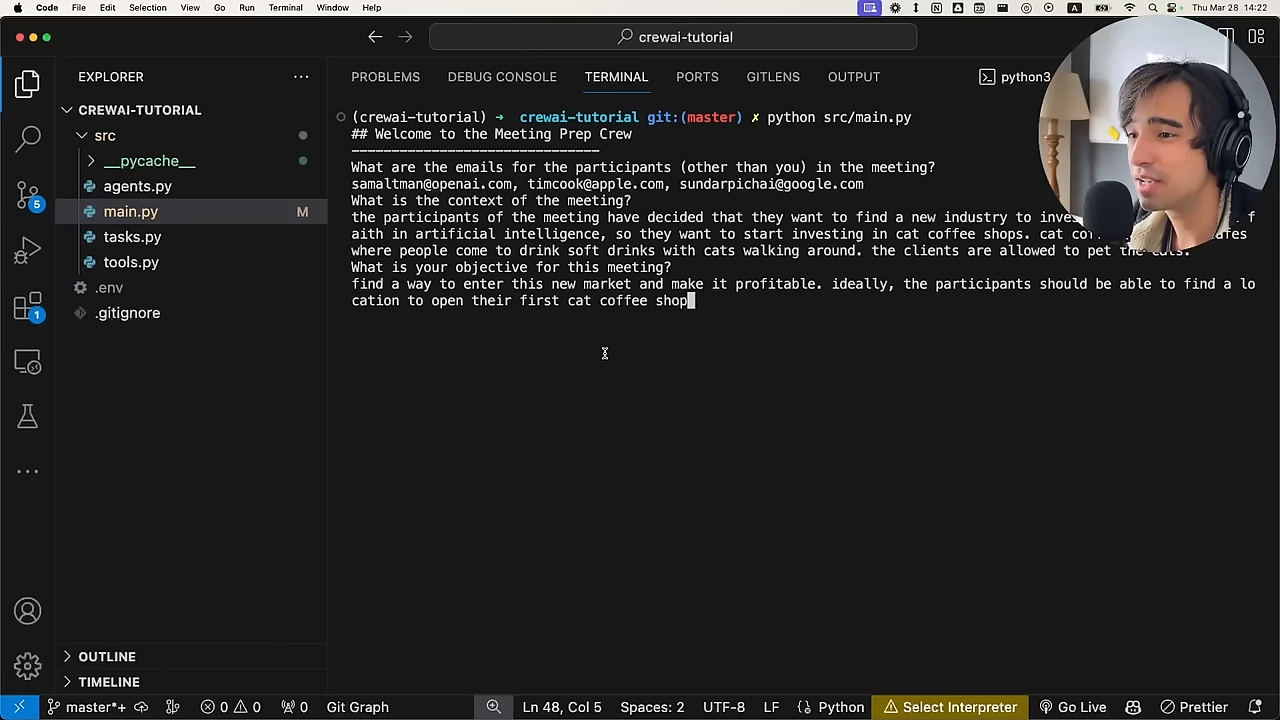 Code File Edit Selection View Go Run Terminal Window Help
Thu Mar 28 14:22
crewai-tutorial
EXPLORER
PROBLEMS DEBUG CONSOLE TERMINAL PORTS GITLENS OUTPUT
python3
CREWAI-TUTORIAL
src
__pycache__
agents.py
main.py M
tasks.py
tools.py
.env
.gitignore
5
1
(crewai-tutorial) → crewai-tutorial git:(master) ✗ python src/main.py
## Welcome to the Meeting Prep Crew
-------------------------------
What are the emails for the participants (other than you) in the meeting?
samaltman@openai.com, timcook@apple.com, sundarpichai@google.com
What is the context of the meeting?
the participants of the meeting have decided that they want to find a new industry to f
aith in artificial intelligence, so they want to start investing in cat coffee shops. cat
where people come to drink soft drinks with cats walking around. the clients are allowed to pet the cats.
What is your objective for this meeting?
find a way to enter this new market and make it profitable. ideally, the participants should be able to find a lo
cation to open their first cat coffee shop
OUTLINE
TIMELINE
master*+ 0 0 0 Git Graph Ln 48, Col 5 Spaces: 2 UTF-8 LF Python Select Interpreter Go Live Prettier